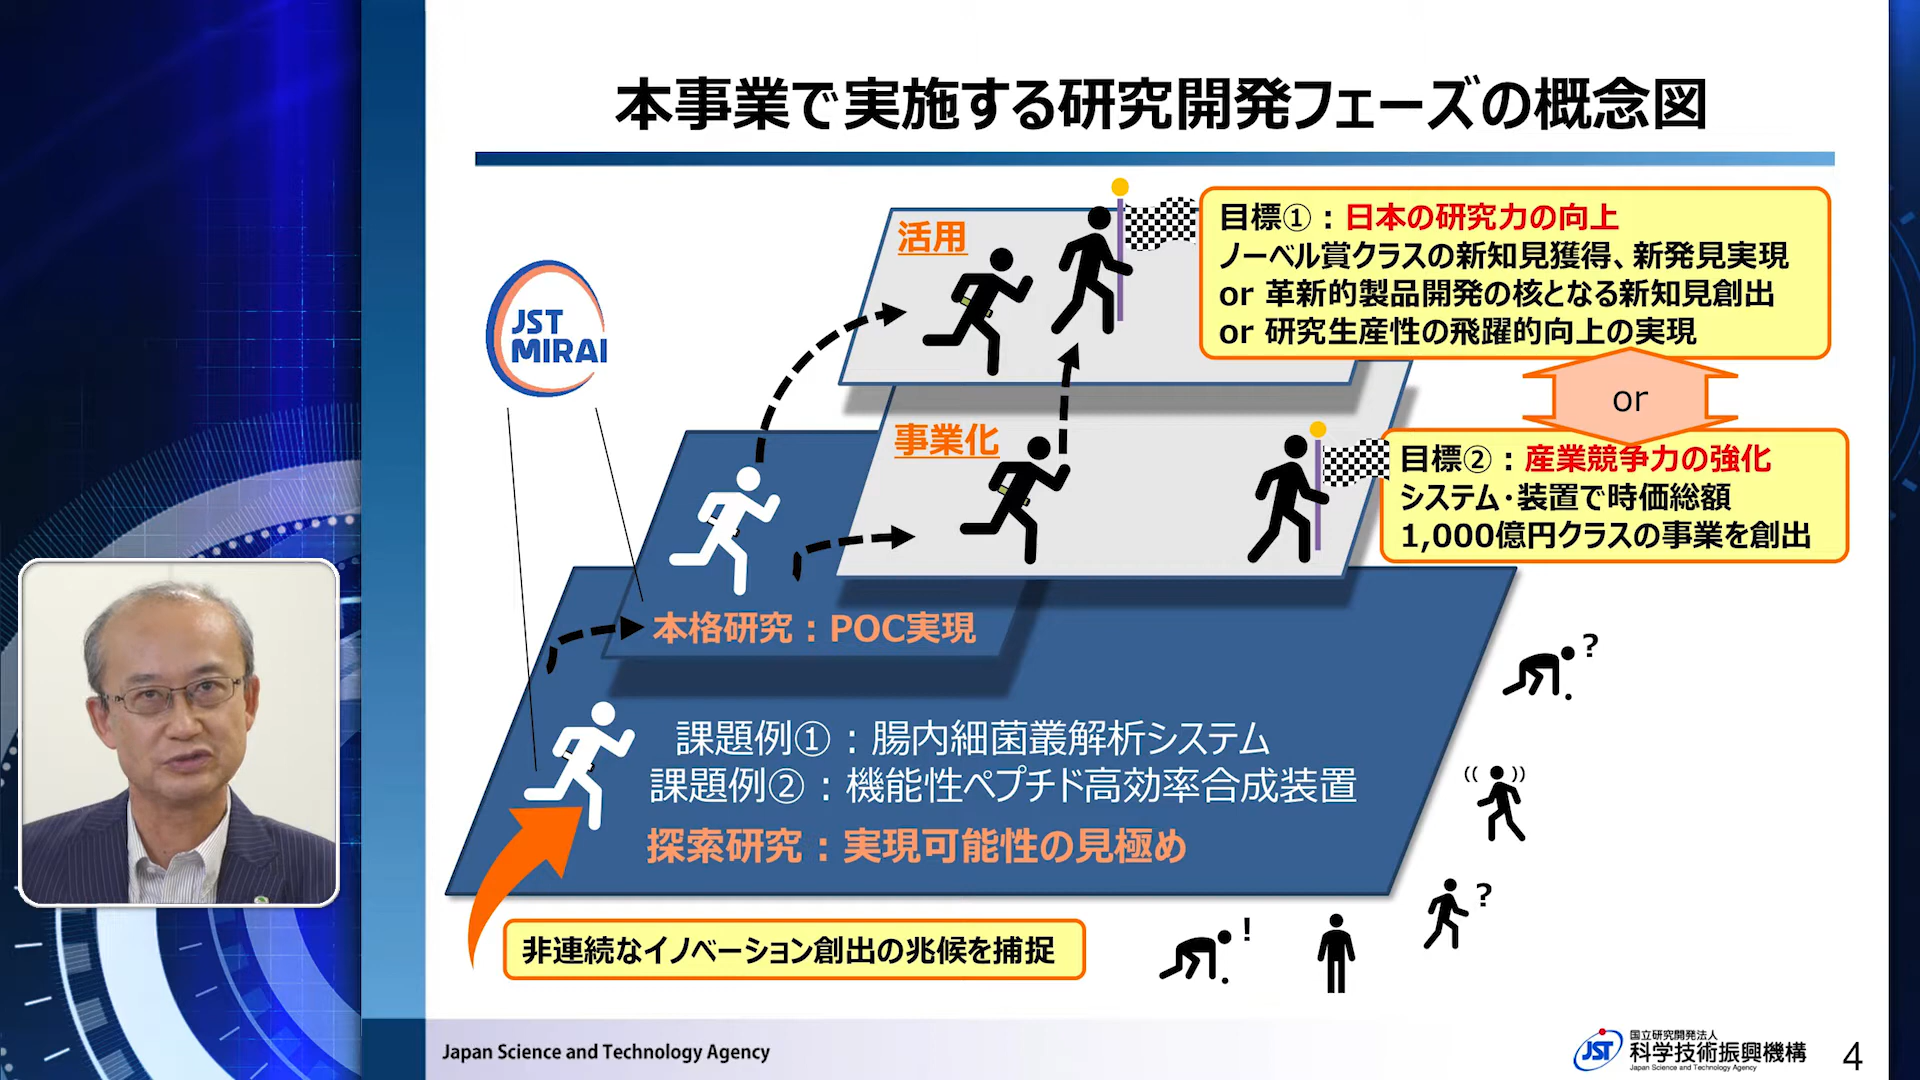 本事業で実施する研究開発フェーズの概念図
JST
MIRAI
活用
目標①：日本の研究力の向上
ノーベル賞クラスの新知見獲得、新発見実現
or 革新的製品開発の核となる新知見創出
or 研究生産性の飛躍的向上の実現
or
事業化
目標②：産業競争力の強化
システム・装置で時価総額
1,000億円クラスの事業を創出
本格研究：POC実現
?
課題例①：腸内細菌叢解析システム
課題例②：機能性ペプチド高効率合成装置
探索研究：実現可能性の見極め
?
!
非連続なイノベーション創出の兆候を捕捉
Japan Science and Technology Agency
JST
国立研究開発法人
科学技術振興機構
Japan Science and Technology Agency
4